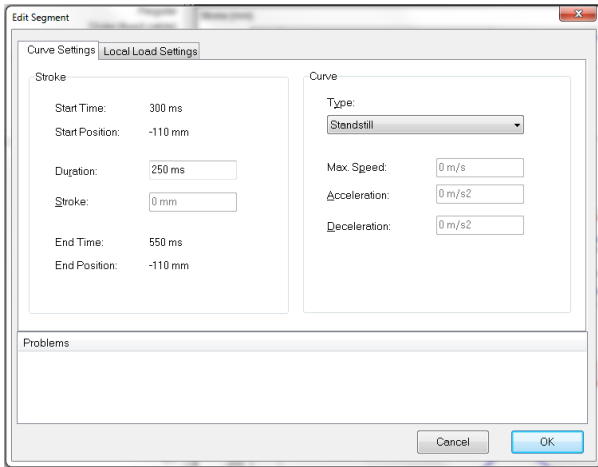 Edit Segment
Curve Settings
Local Load Settings
Stroke
Start Time: 300 ms
Start Position: -110 mm
Duration: 250 ms
Stroke: 0 mm
End Time: 550 ms
End Position: -110 mm
Curve
Type:
Standstill
Max. Speed: 0 m/s
Acceleration: 0 m/s2
Deceleration: 0 m/s2
Problems
Cancel
OK